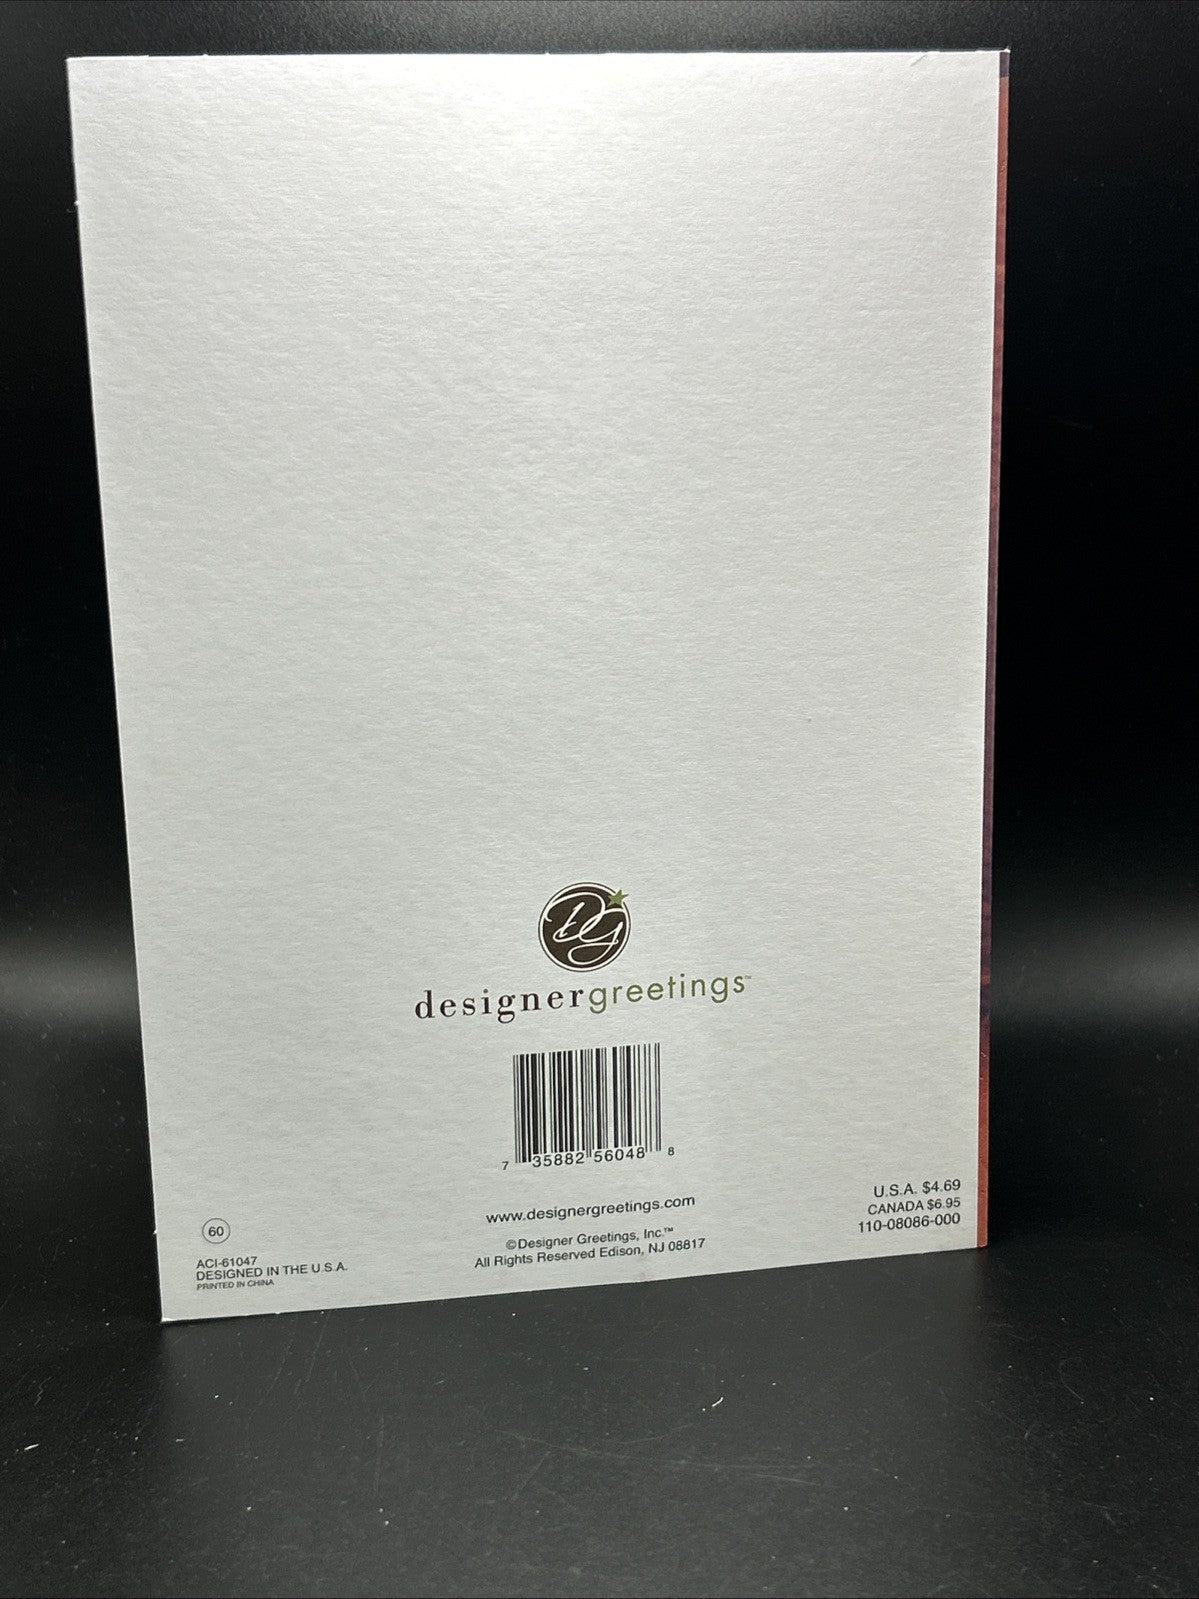 DG
designergreetings™
7 35882 56048 8
www.designergreetings.com
©Designer Greetings, Inc.™
All Rights Reserved Edison, NJ 08817
60
ACI-61047
DESIGNED IN THE U.S.A.
PRINTED IN CHINA
U.S.A. $4.69
CANADA $6.95
110-08086-000